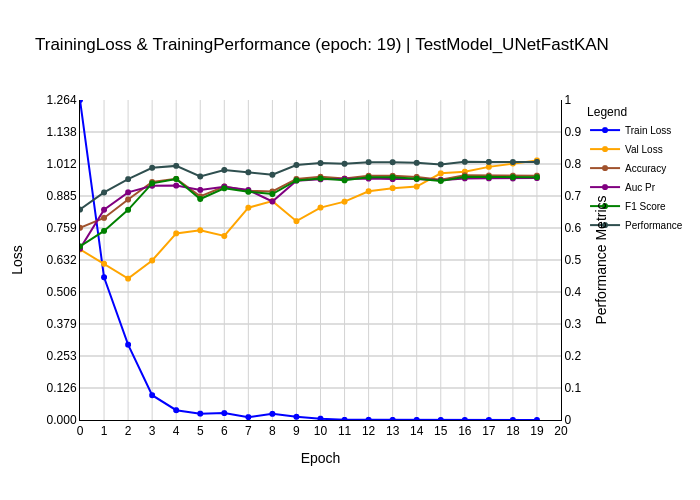 TrainingLoss & TrainingPerformance (epoch: 19) | TestModel_UNetFastKAN
1.264
1.138
1.012
0.885
0.759
0.632
0.506
0.379
0.253
0.126
0.000
Loss
0 1 2 3 4 5 6 7 8 9 10 11 12 13 14 15 16 17 18 19 20
Epoch
1
0.9
0.8
0.7
0.6
0.5
0.4
0.3
0.2
0.1
0
Performance Metrics
Legend
Train Loss
Val Loss
Accuracy
Auc Pr
F1 Score
Performance